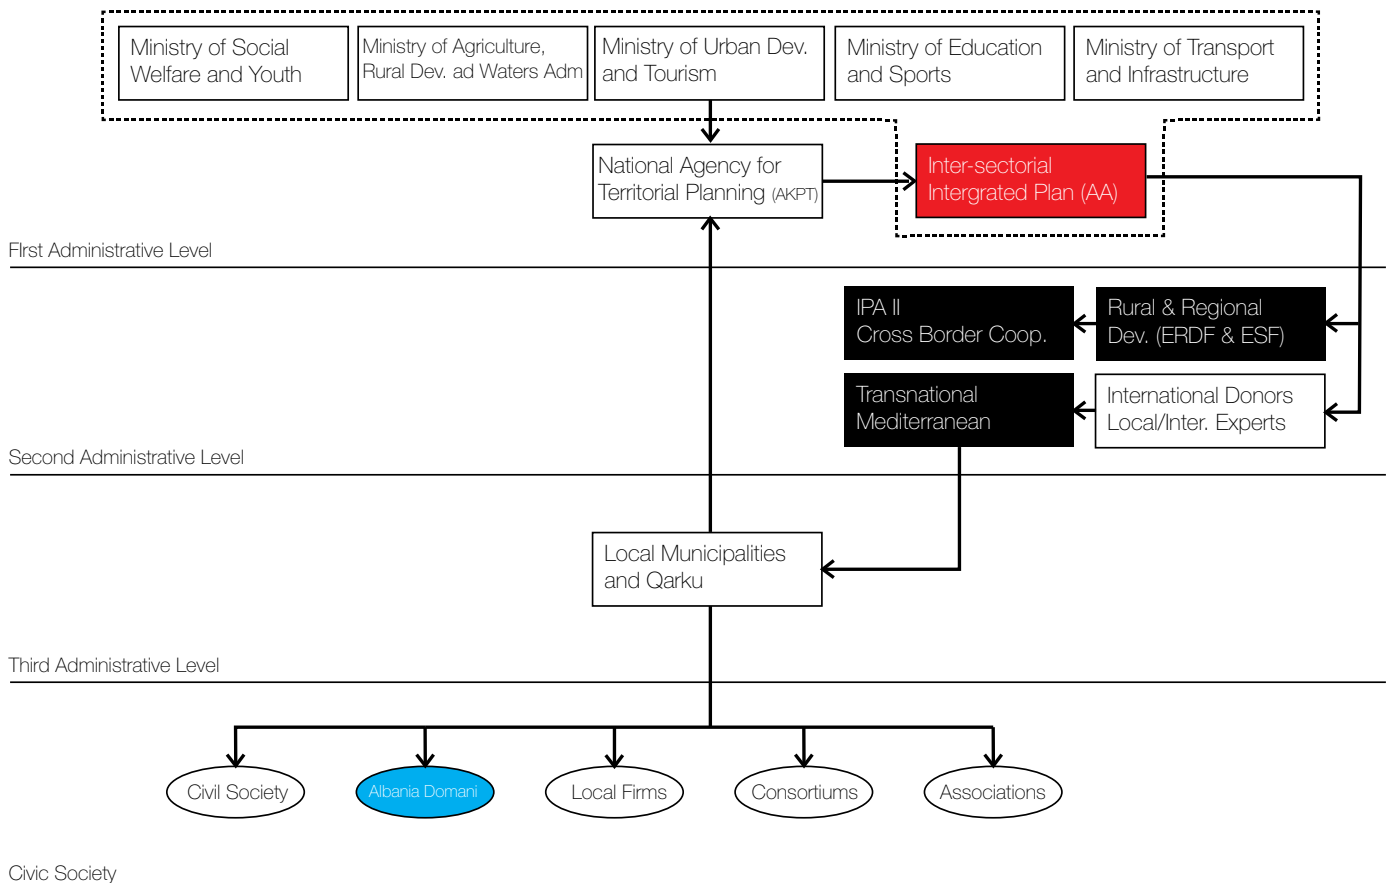 Ministry of Social
Welfare and Youth
Ministry of Agriculture,
Rural Dev. ad Waters Adm
Ministry of Urban Dev.
and Tourism
Ministry of Education
and Sports
Ministry of Transport
and Infrastructure
National Agency for
Territorial Planning (AKPT)
Inter-sectorial
Intergrated Plan (AA)
FIrst Administrative Level
IPA II
Cross Border Coop.
Rural & Regional
Dev. (ERDF & ESF)
Transnational
Mediterranean
International Donors
Local/Inter. Experts
Second Administrative Level
Local Municipalities
and Qarku
Third Administrative Level
Civil Society
Albania Domani
Local Firms
Consortiums
Associations
Civic Society